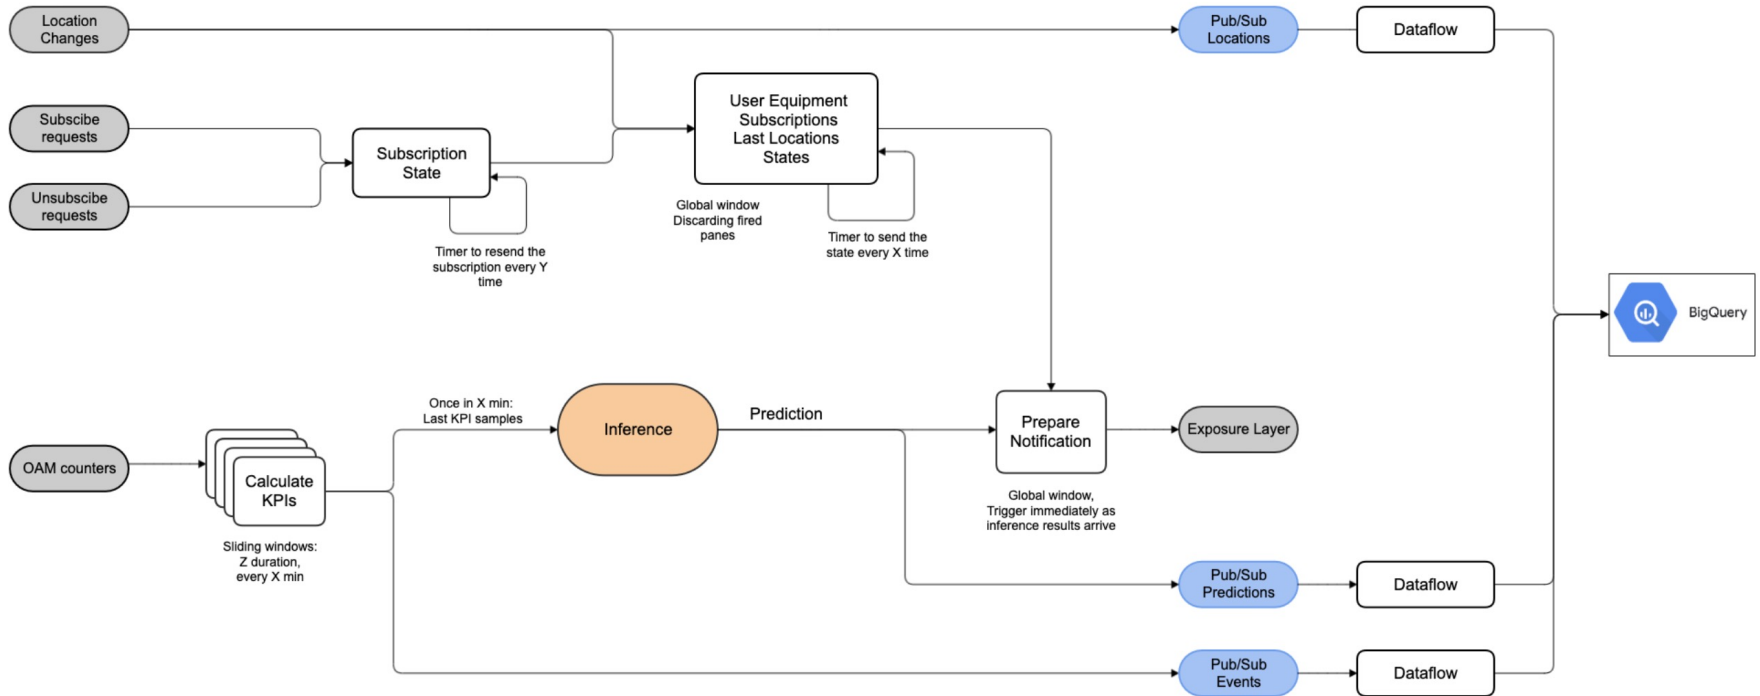 Location
Changes
Pub/Sub
Locations
Dataflow
Subscibe
requests
User Equipment
Subscriptions
Last Locations
States
Subscription
State
Unsubscibe
requests
Global window
Discarding fired
panes
Timer to send the
state every X time
Timer to resend the
subscription every Y
time
BigQuery
Once in X min:
Last KPI samples
Inference
Prediction
Prepare
Notification
Exposure Layer
OAM counters
Calculate
KPIs
Global window,
Trigger immediately as
inference results arrive
Sliding windows:
Z duration,
every X min
Pub/Sub
Predictions
Dataflow
Pub/Sub
Events
Dataflow